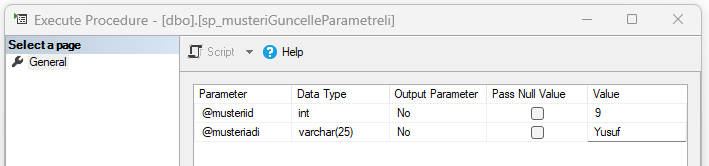 Execute Procedure - [dbo].[sp_musteriGuncelleParametreli]
Select a page
General
Script
Help
Parameter Data Type Output Parameter Pass Null Value Value
@musteriid int No 9
@musteriadi varchar(25) No Yusuf